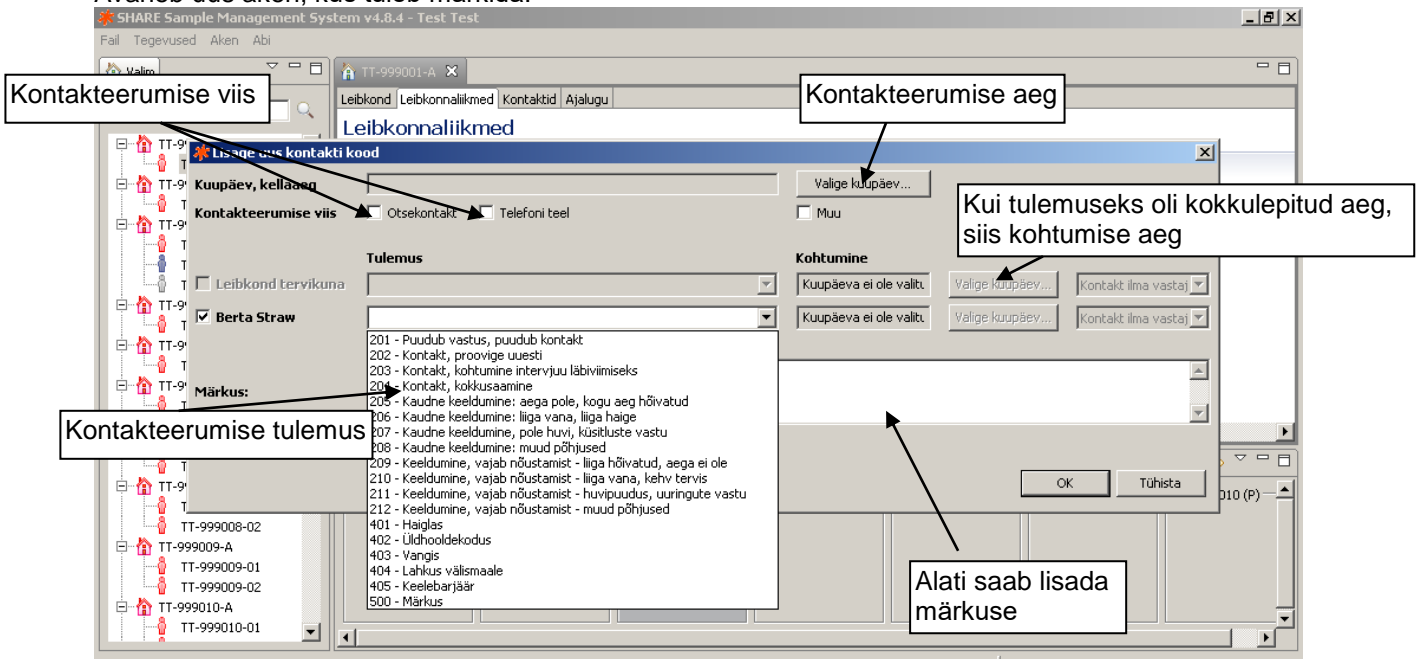 Avaneb uus aken, kus tuleb märkida:
SHARE Sample Management System v4.8.4 - Test Test
Fail Tegevused Aken Abi
Valim
TT-999001-A
Kontakteerumise viis
Kontakteerumise aeg
Leibkond Leibkonnaliikmed Kontaktid Ajalugu
Leibkonnaliikmed
Lisage uus kontakti kood
Kuupäev, kellaaeg
Valige kuupäev...
Kontakteerumise viis
Otsekontakt
Telefoni teel
Muu
Kui tulemuseks oli kokkulepitud aeg,
siis kohtumise aeg
Tulemus
Kohtumine
Leibkond tervikuna
Kuupäeva ei ole valitu
Valige kuupäev...
Kontakt ilma vastaj
Berta Straw
Kuupäeva ei ole valitu
Valige kuupäev...
Kontakt ilma vastaj
201 - Puudub vastus, puudub kontakt
202 - Kontakt, proovige uuesti
203 - Kontakt, kohtumine intervjuu läbiviimiseks
204 - Kontakt, kokkusaamine
205 - Kaudne keeldumine: aega pole, kogu aeg hõivatud
206 - Kaudne keeldumine: liiga vana, liiga haige
207 - Kaudne keeldumine, pole huvi, küsitluste vastu
208 - Kaudne keeldumine: muud põhjused
209 - Keeldumine, vajab nõustamist - liiga hõivatud, aega ei ole
210 - Keeldumine, vajab nõustamist - liiga vana, kehv tervis
211 - Keeldumine, vajab nõustamist - huvipuudus, uuringute vastu
212 - Keeldumine, vajab nõustamist - muud põhjused
401 - Haiglas
402 - Üldhooldekodus
403 - Vangis
404 - Lahkus välismaale
405 - Keelebarjäär
500 - Märkus
Märkus:
Kontakteerumise tulemus
OK
Tühista
010 (P)
TT-999008-02
TT-999009-A
TT-999009-01
TT-999009-02
TT-999010-A
TT-999010-01
Alati saab lisada
märkuse